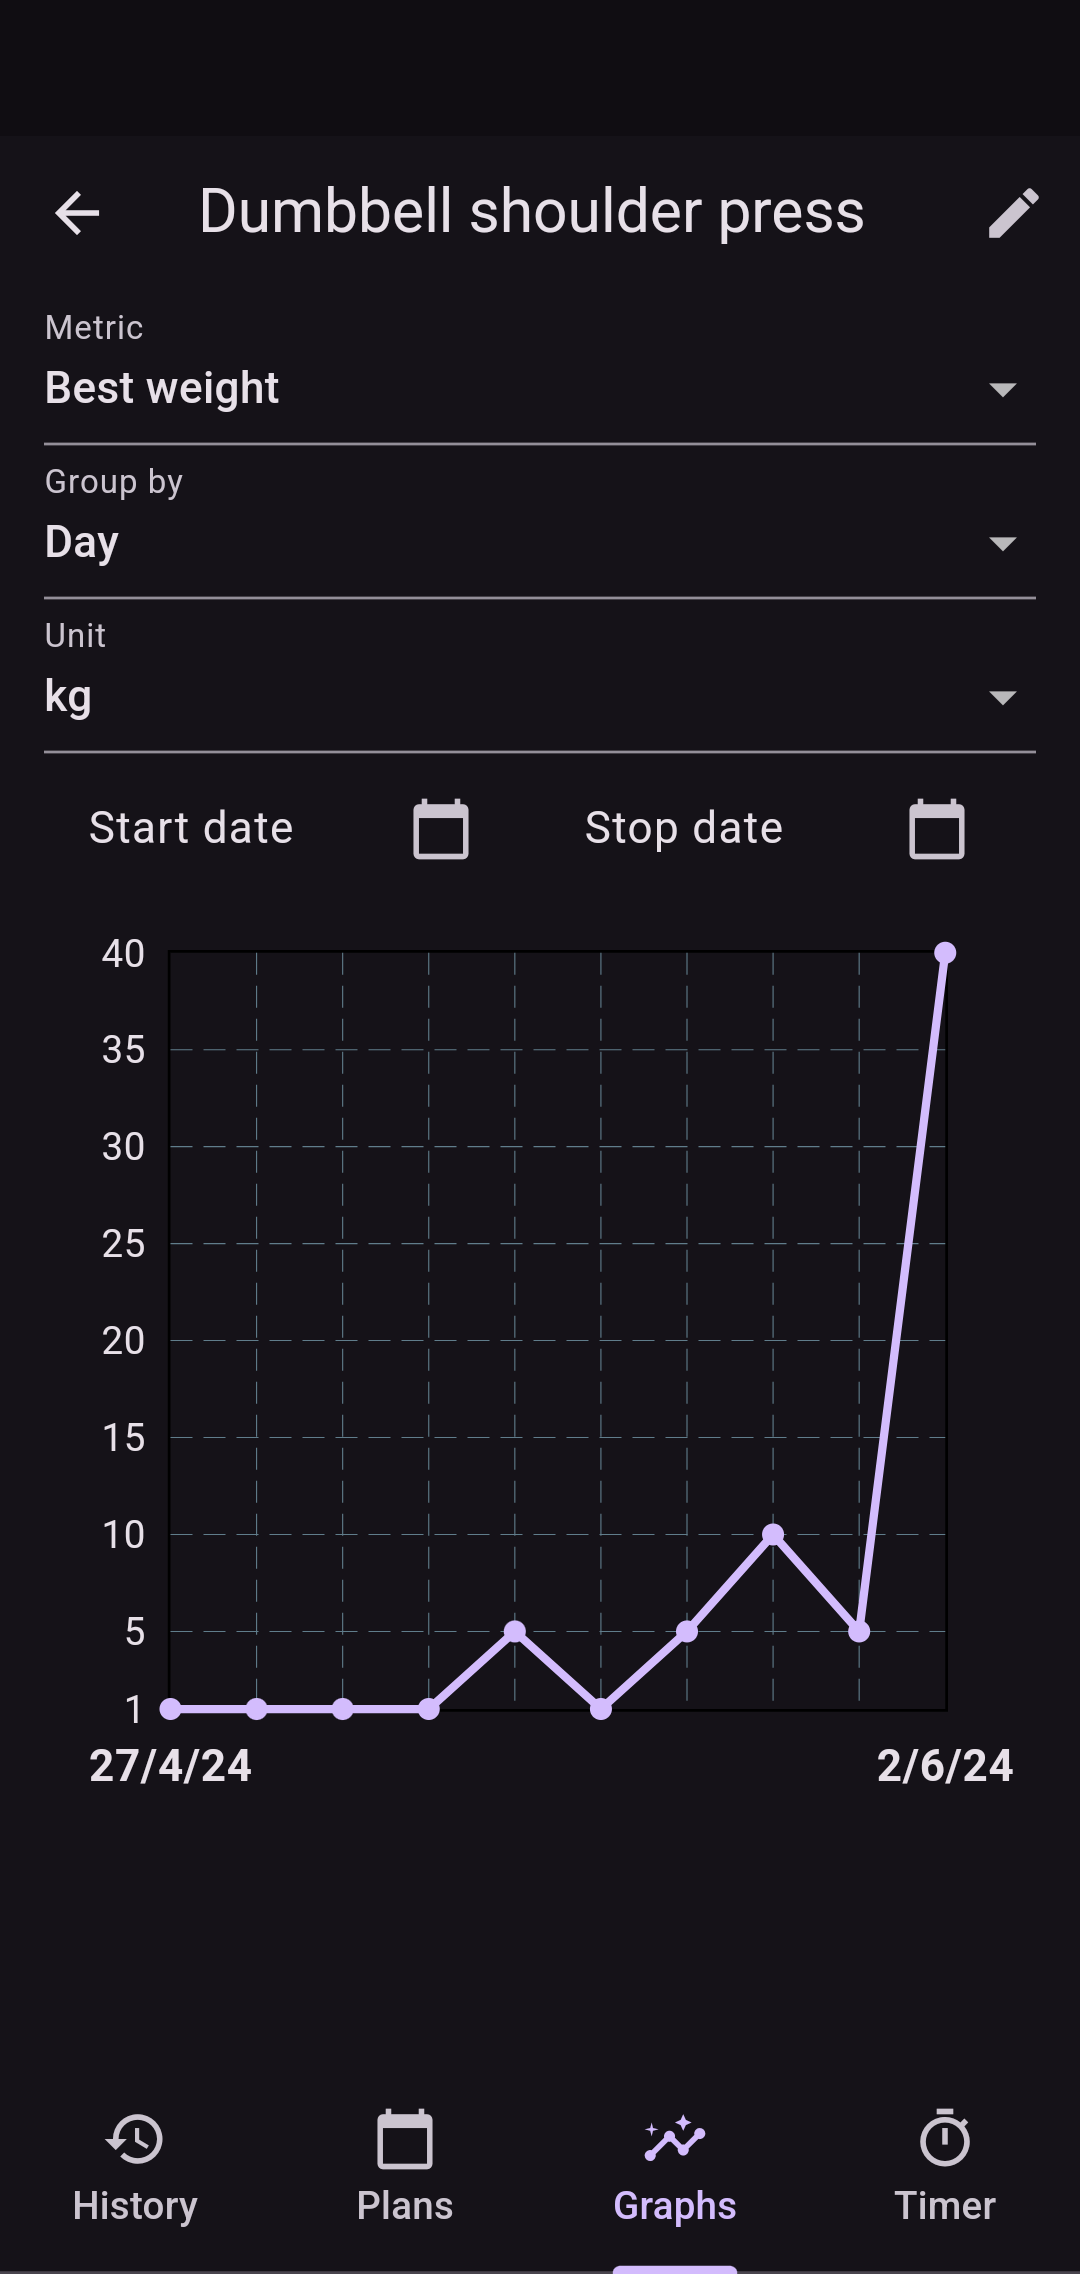 Dumbbell shoulder press
Metric
Best weight
Group by
Day
Unit
kg
Start date Stop date
40
35
30
25
20
15
10
5
1
27/4/24 2/6/24
History Plans Graphs Timer